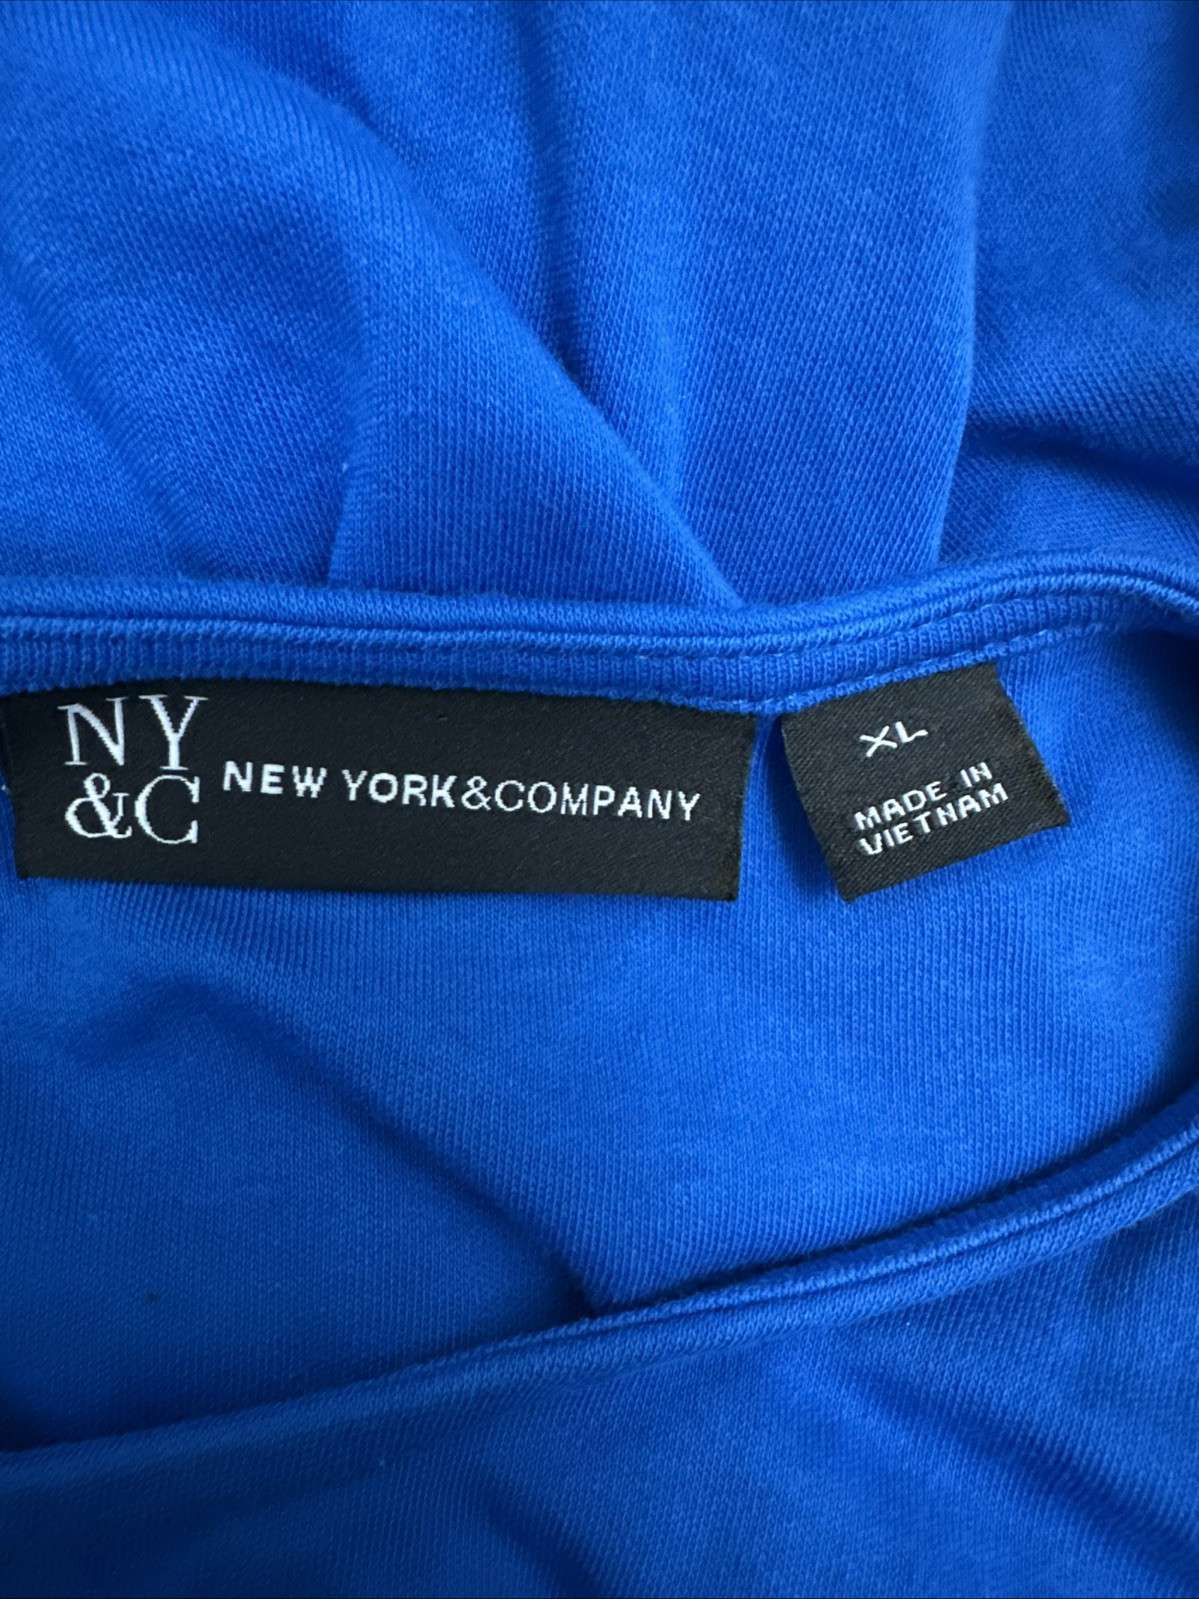 NY
&C
NEW YORK&COMPANY
XL
MADE IN
VIETNAM